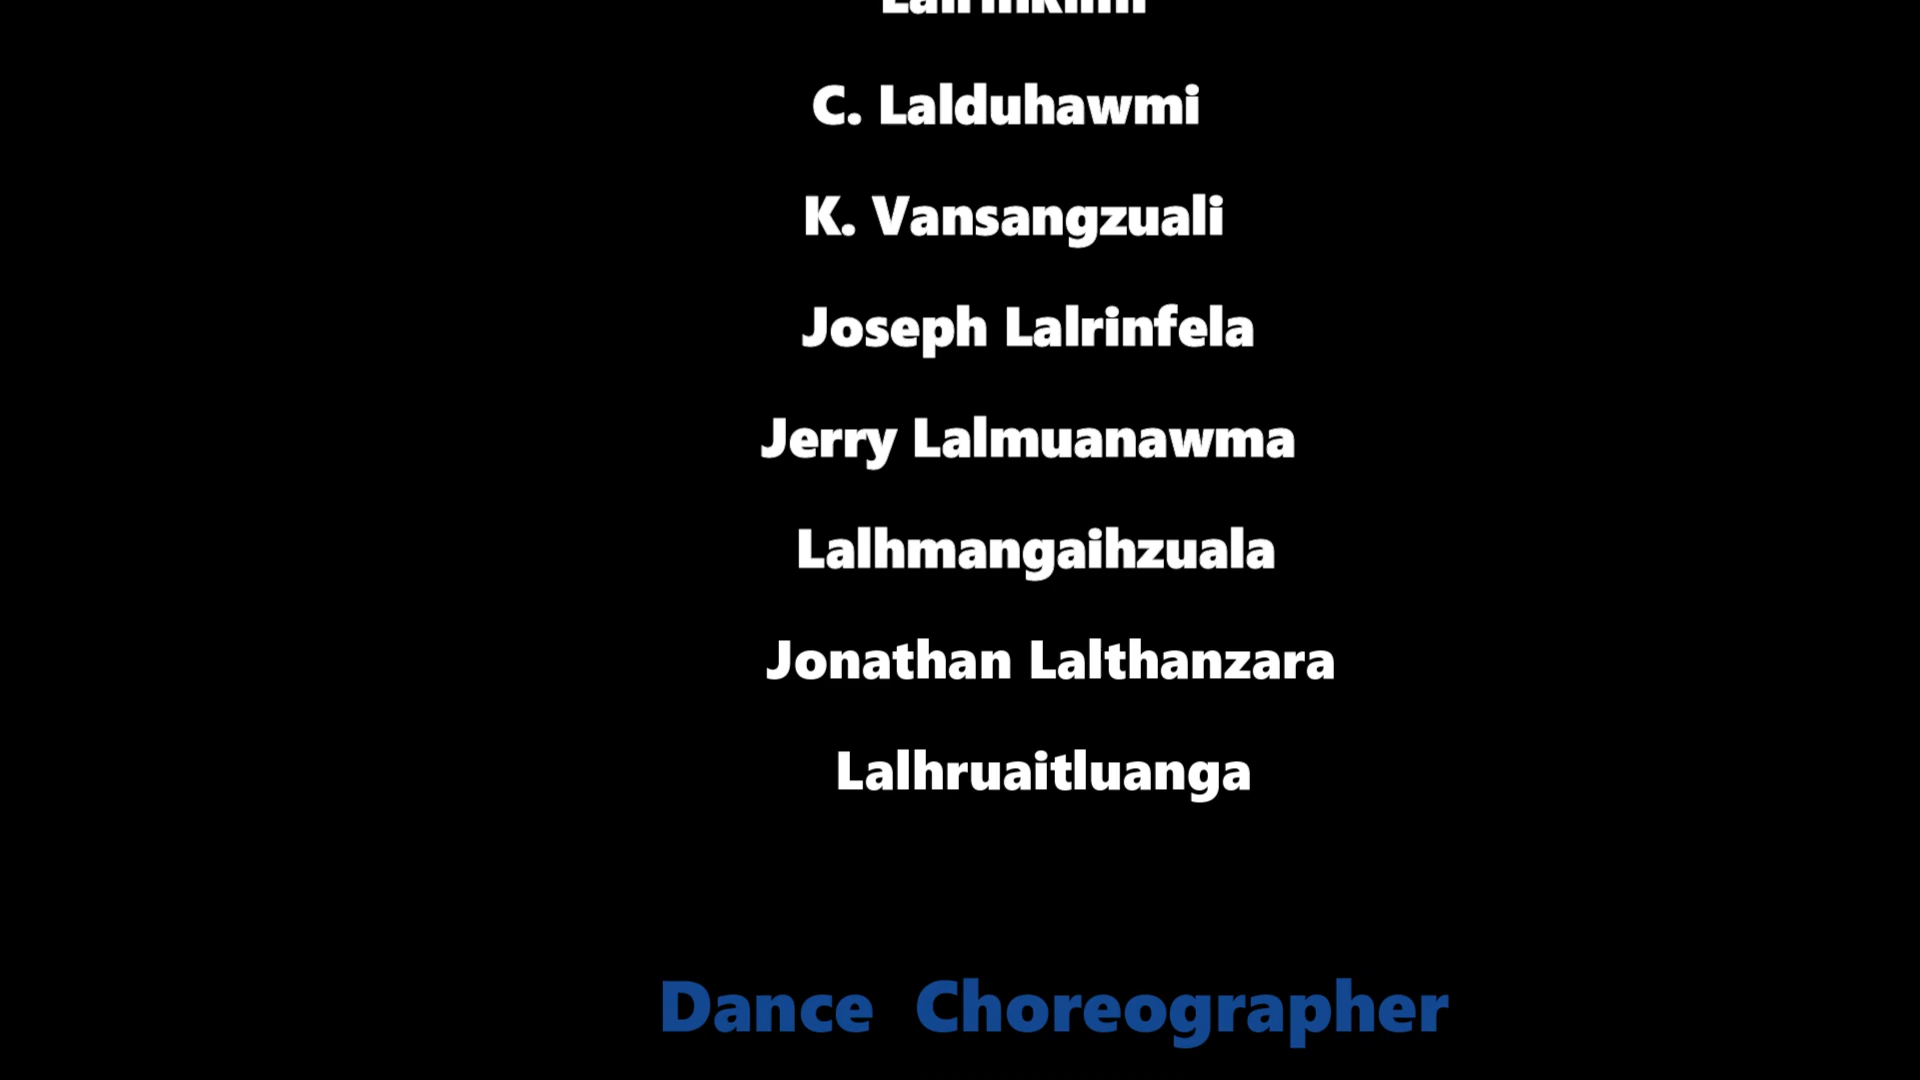 C. Lalduhawmi
K. Vansangzuali
Joseph Lalrinfela
Jerry Lalmuanawma
Lalhmangaihzuala
Jonathan Lalthanzara
Lalhruaitluanga
Dance Choreographer